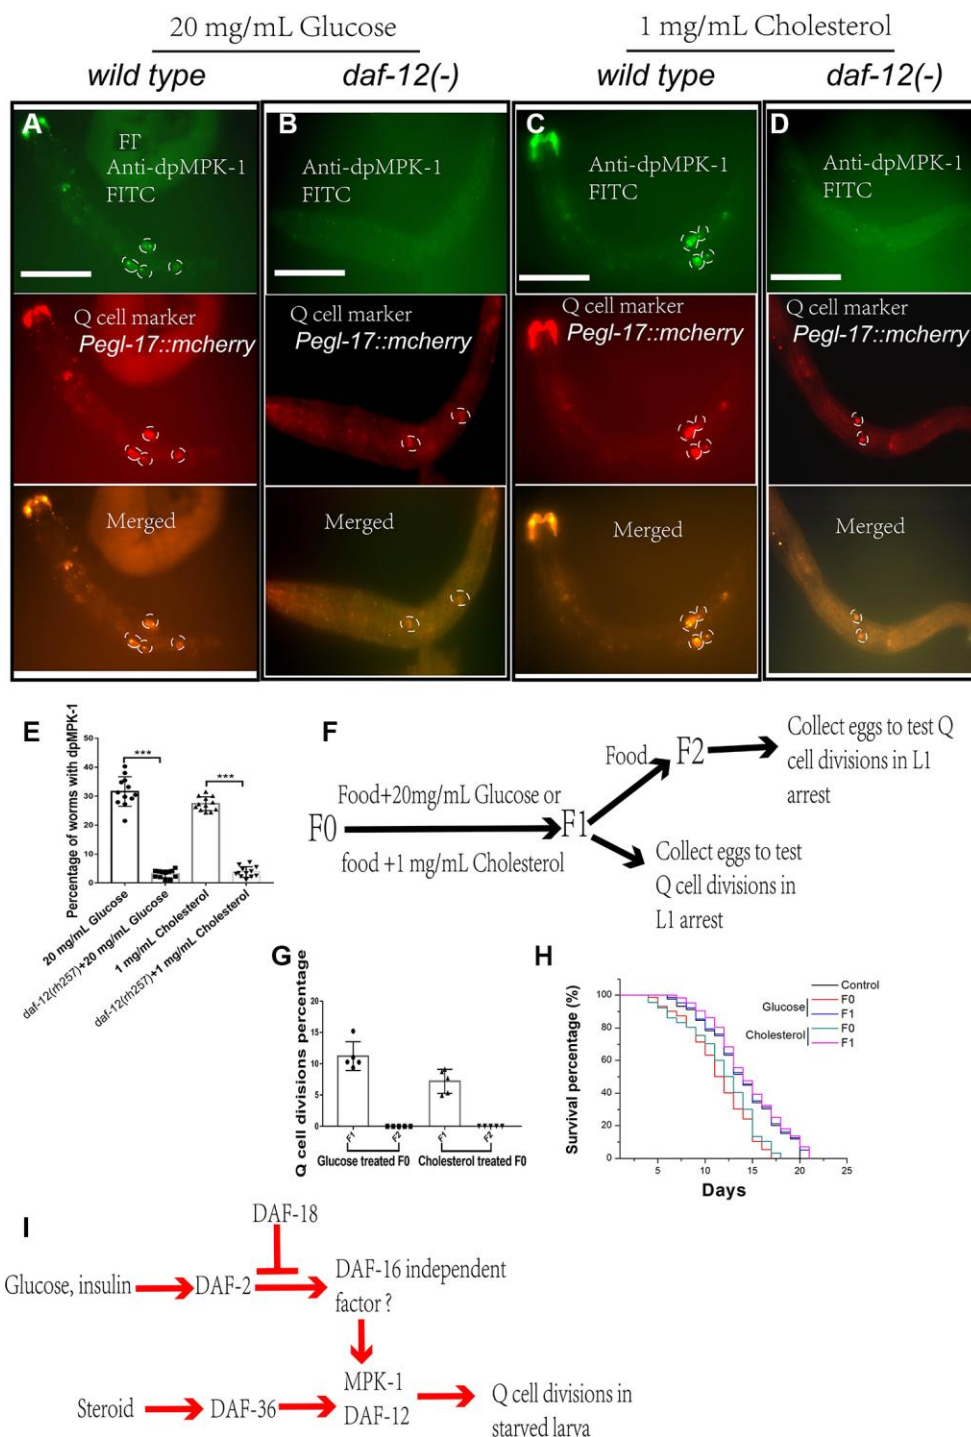 20 mg/mL Glucose
1 mg/mL Cholesterol
wild type
daf-12(-)
wild type
daf-12(-)
A
FГ
Anti-dpMPK-1
FITC
B
Anti-dpMPK-1
FITC
C
Anti-dpMPK-1
FITC
D
Anti-dpMPK-1
FITC
Q cell marker
Pegl-17::mcherry
Q cell marker
Pegl-17::mcherry
Q cell marker
Pegl-17::mcherry
Q cell marker
Pegl-17::mcherry
Merged
Merged
Merged
Merged
E
Percentage of worms with dpMPK-1
50
40
30
20
10
0
***
***
20 mg/mL Glucose
daf-12(rh257)+20 mg/mL Glucose
1 mg/mL Cholesterol
daf-12(rh257)+1 mg/mL Cholesterol
F
F0
Food+20mg/mL Glucose or
food +1 mg/mL Cholesterol
F1
Food
F2
Collect eggs to test Q
cell divisions in L1
arrest
Collect eggs to test
Q cell divisions in
L1 arrest
G
Q cell divisions percentage
20
15
10
5
0
F1
F2
F1
F2
Glucose treated F0
Cholesterol treated F0
H
Survival percentage (%)
100
80
60
40
20
0
5
10
15
20
25
Days
Control
Glucose
F0
F1
Cholesterol
F0
F1
I
DAF-18
Glucose, insulin
DAF-2
DAF-16 independent
factor ?
Steroid
DAF-36
MPK-1
DAF-12
Q cell divisions in
starved larva